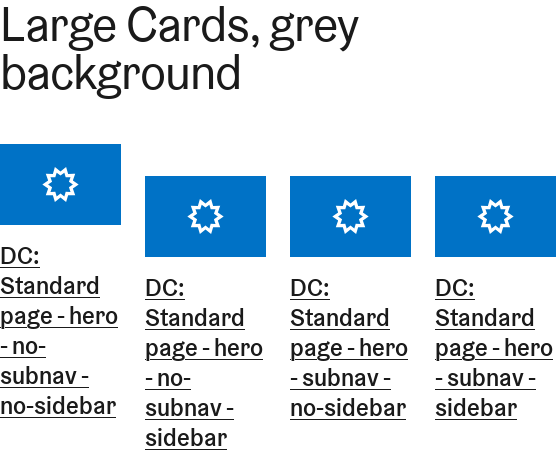 Large Cards, grey
background
DC:
Standard
page - hero
- no-
subnav -
no-sidebar
DC:
Standard
page - hero
- no-
subnav -
sidebar
DC:
Standard
page - hero
- subnav -
no-sidebar
DC:
Standard
page - hero
- subnav -
sidebar